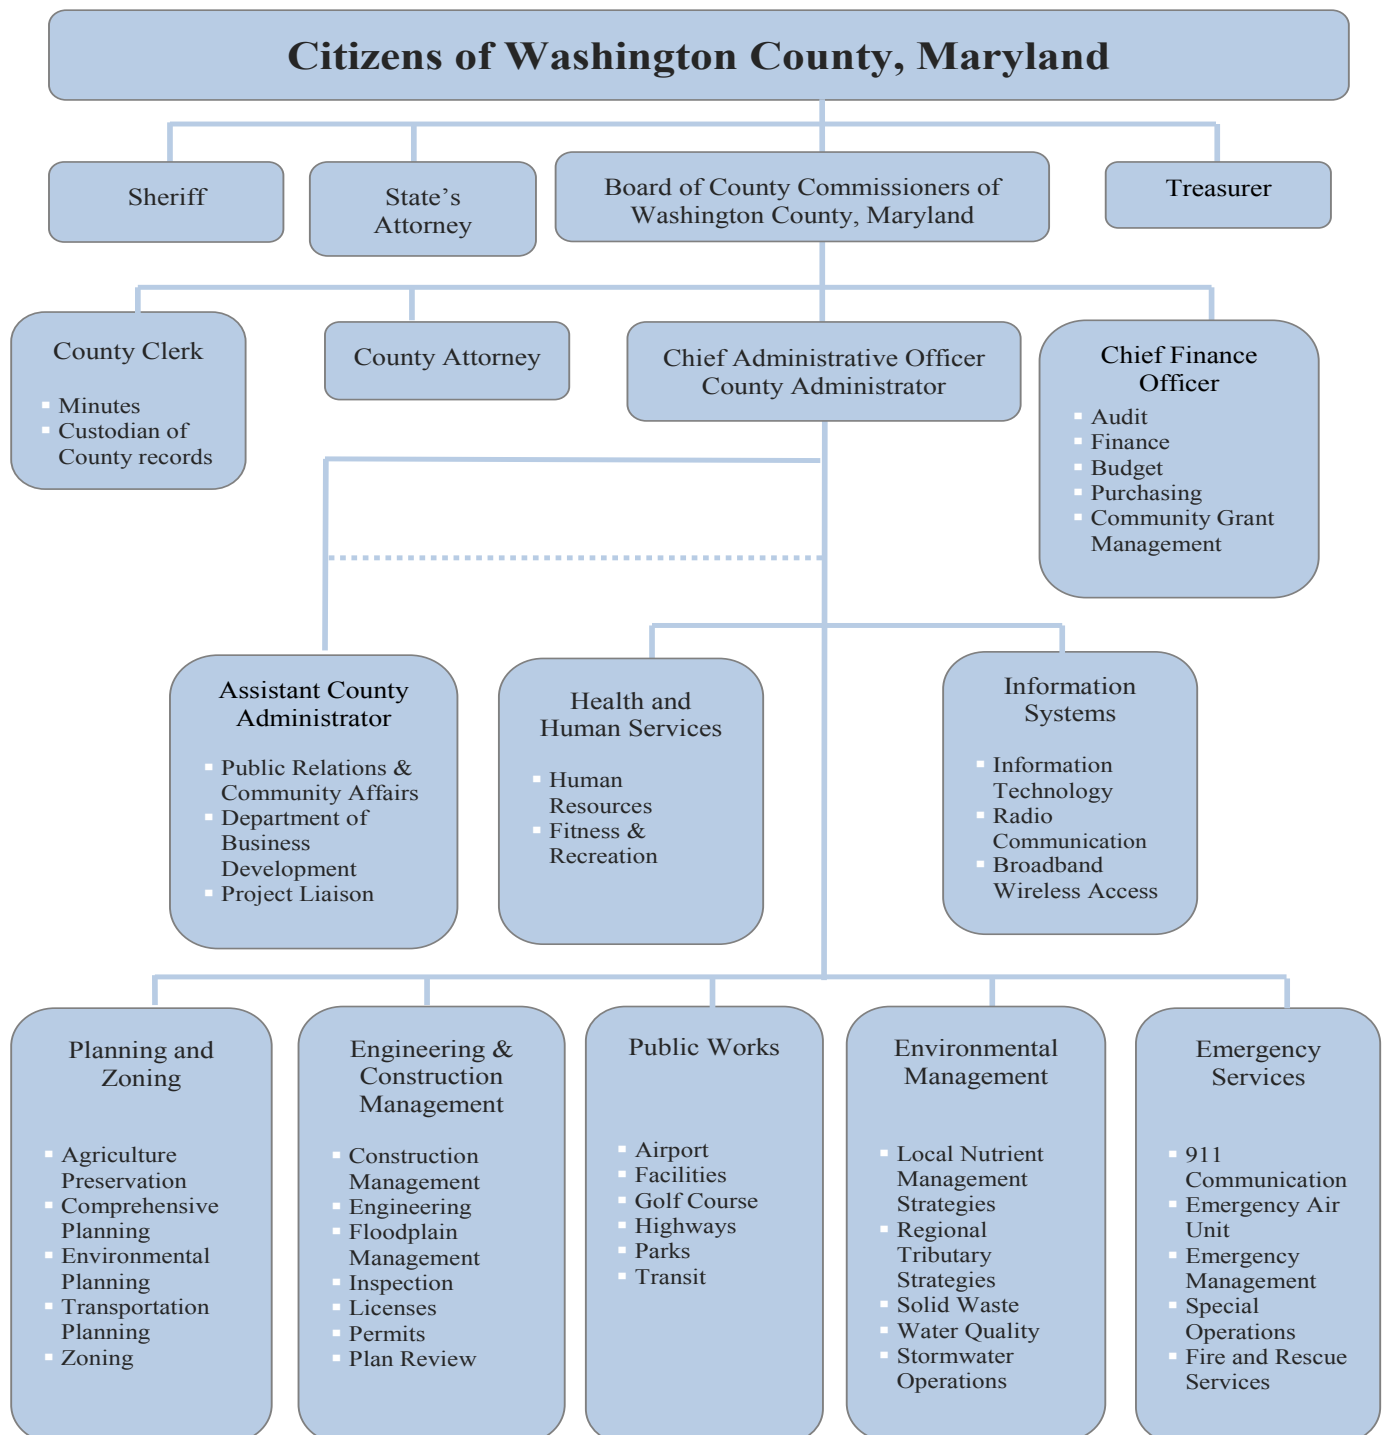 Citizens of Washington County, Maryland
Sheriff
State’s
Attorney
Board of County Commissioners of
Washington County, Maryland
Treasurer
County Clerk
▪ Minutes
▪ Custodian of
County records
County Attorney
Chief Administrative Officer
County Administrator
Chief Finance
Officer
▪ Audit
▪ Finance
▪ Budget
▪ Purchasing
▪ Community Grant
Management
Assistant County
Administrator
▪ Public Relations &
Community Affairs
▪ Department of
Business
Development
▪ Project Liaison
Health and
Human Services
▪ Human
Resources
▪ Fitness &
Recreation
Information
Systems
▪ Information
Technology
▪ Radio
Communication
▪ Broadband
Wireless Access
Planning and
Zoning
▪ Agriculture
Preservation
▪ Comprehensive
Planning
▪ Environmental
Planning
▪ Transportation
Planning
▪ Zoning
Engineering &
Construction
Management
▪ Construction
Management
▪ Engineering
▪ Floodplain
Management
▪ Inspection
▪ Licenses
▪ Permits
▪ Plan Review
Public Works
▪ Airport
▪ Facilities
▪ Golf Course
▪ Highways
▪ Parks
▪ Transit
Environmental
Management
▪ Local Nutrient
Management
Strategies
▪ Regional
Tributary
Strategies
▪ Solid Waste
▪ Water Quality
▪ Stormwater
Operations
Emergency
Services
▪ 911
Communication
▪ Emergency Air
Unit
▪ Emergency
Management
▪ Special
Operations
▪ Fire and Rescue
Services